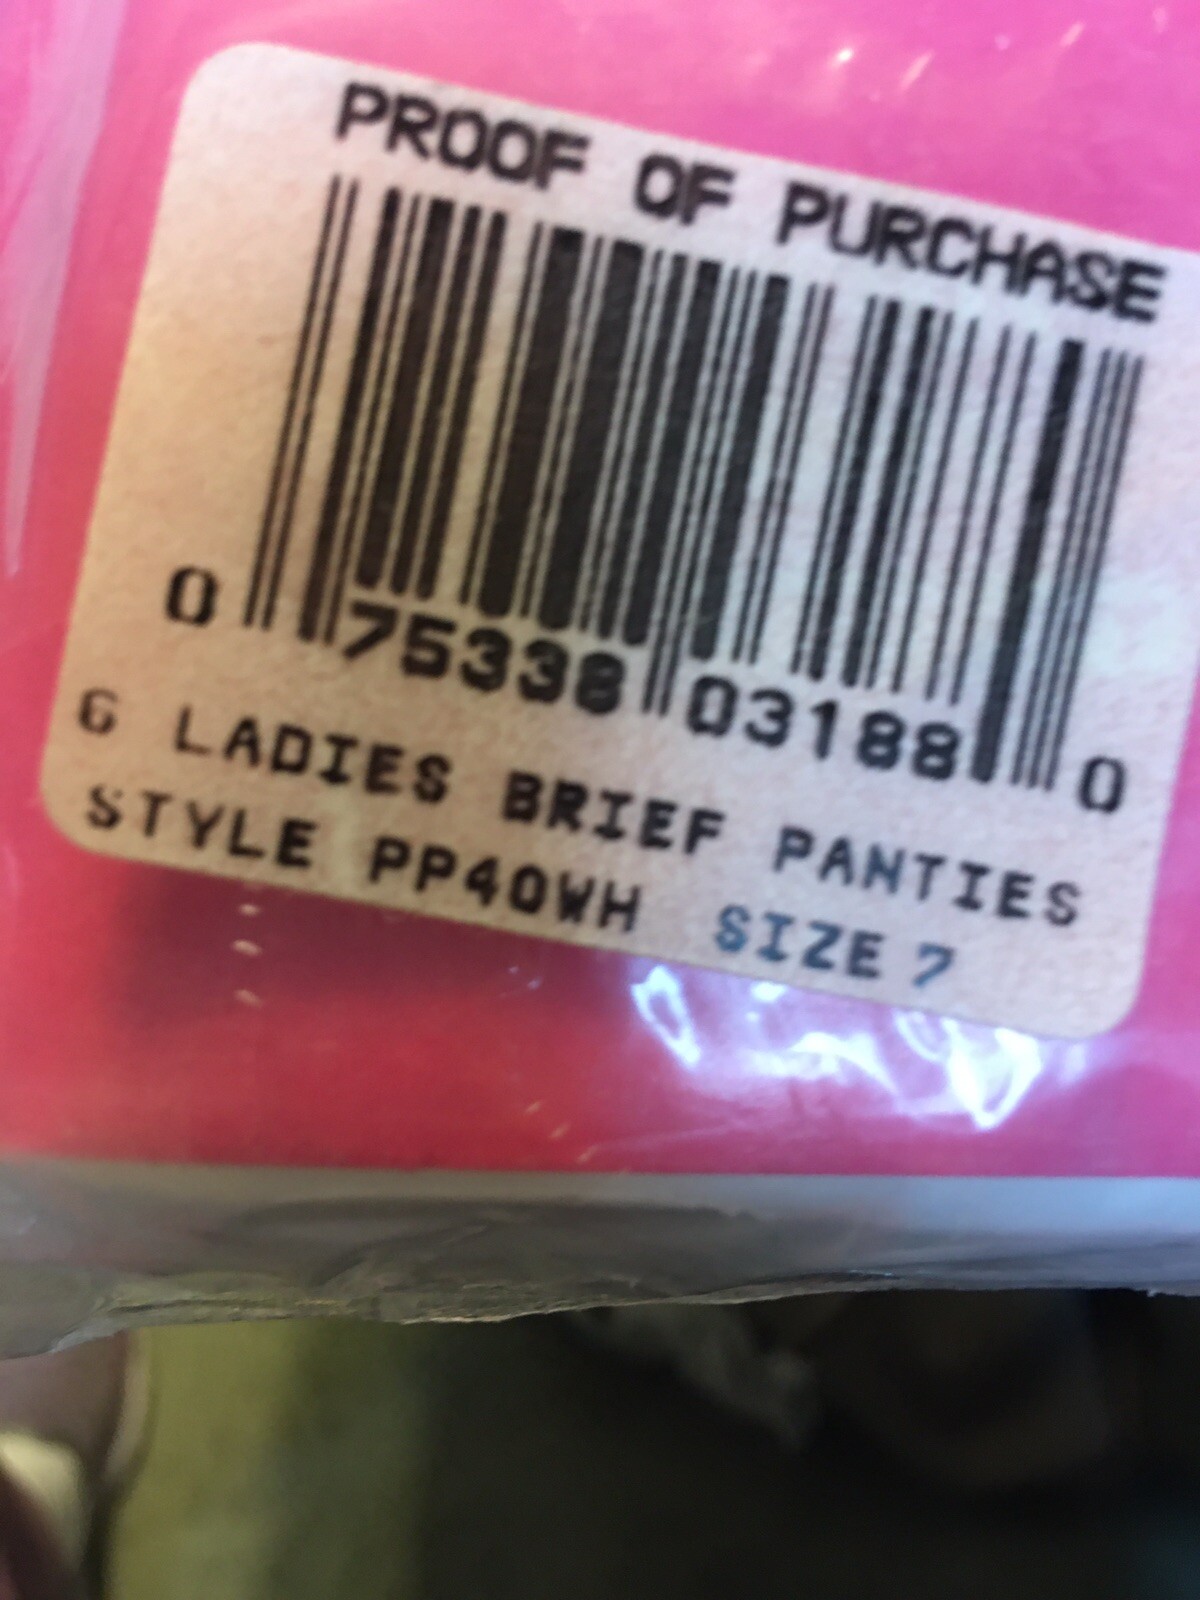 PROOF OF PURCHASE
0 75338 03188 0
6 LADIES BRIEF PANTIES
STYLE PP40WH SIZE 7